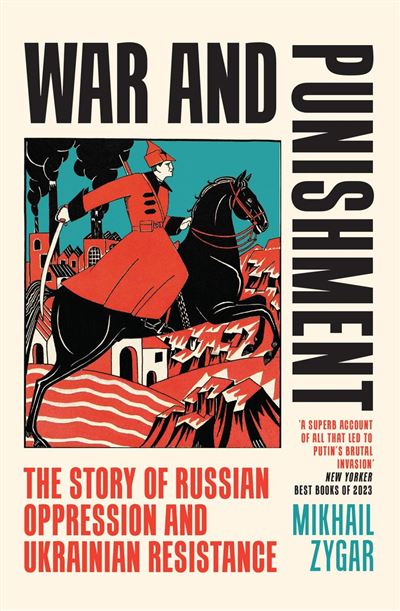 WAR AND
PUNISHMENT
THE STORY OF RUSSIAN
OPPRESSION AND
UKRAINIAN RESISTANCE
'A SUPERB ACCOUNT
OF ALL THAT LED TO
PUTIN'S BRUTAL
INVASION'
NEW YORKER
BEST BOOKS OF 2023
MIKHAIL
ZYGAR